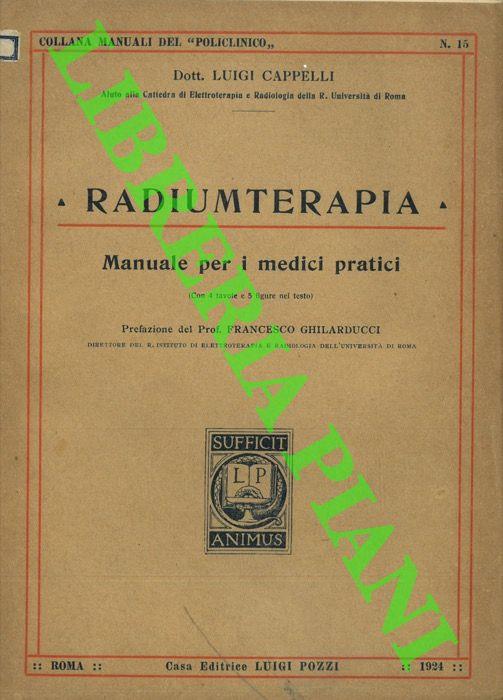 COLLANA MANUALI DEL "POLICLINICO„ N. 15
Dott. LUIGI CAPPELLI
Aiuto alla Cattedra di Elettroterapia e Radiologia della R. Università di Roma
RADIUMTERAPIA
Manuale per i medici pratici
(Con 4 tavole e 5 figure nel testo)
Prefazione del Prof. FRANCESCO GHILARDUCCI
DIRETTORE DEL R. ISTITUTO DI ELETTROTERAPIA E RADIOLOGIA DELL'UNIVERSITÀ DI ROMA
SUFFICIT
L P
ANIMUS
:: ROMA :: Casa Editrice LUIGI POZZI :: 1924 ::
LIBRERIA PIANI